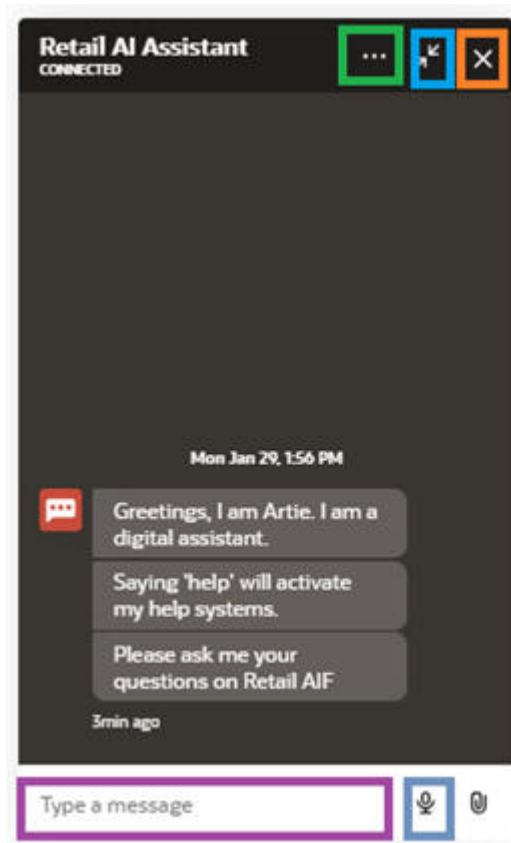 Retail AI Assistant
CONNECTED
Mon Jan 29, 1:56 PM
Greetings, I am Artie. I am a
digital assistant.
Saying 'help' will activate
my help systems.
Please ask me your
questions on Retail AIF
3min ago
Type a message